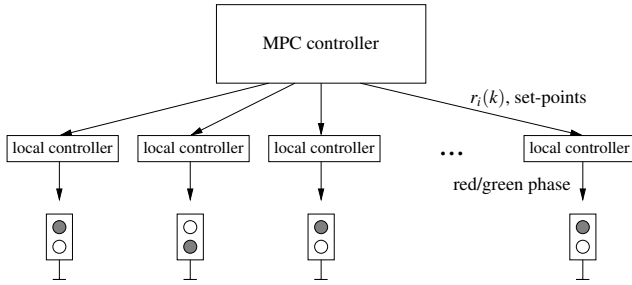 MPC controller
r_i(k), set-points
local controller
local controller
local controller
...
local controller
red/green phase